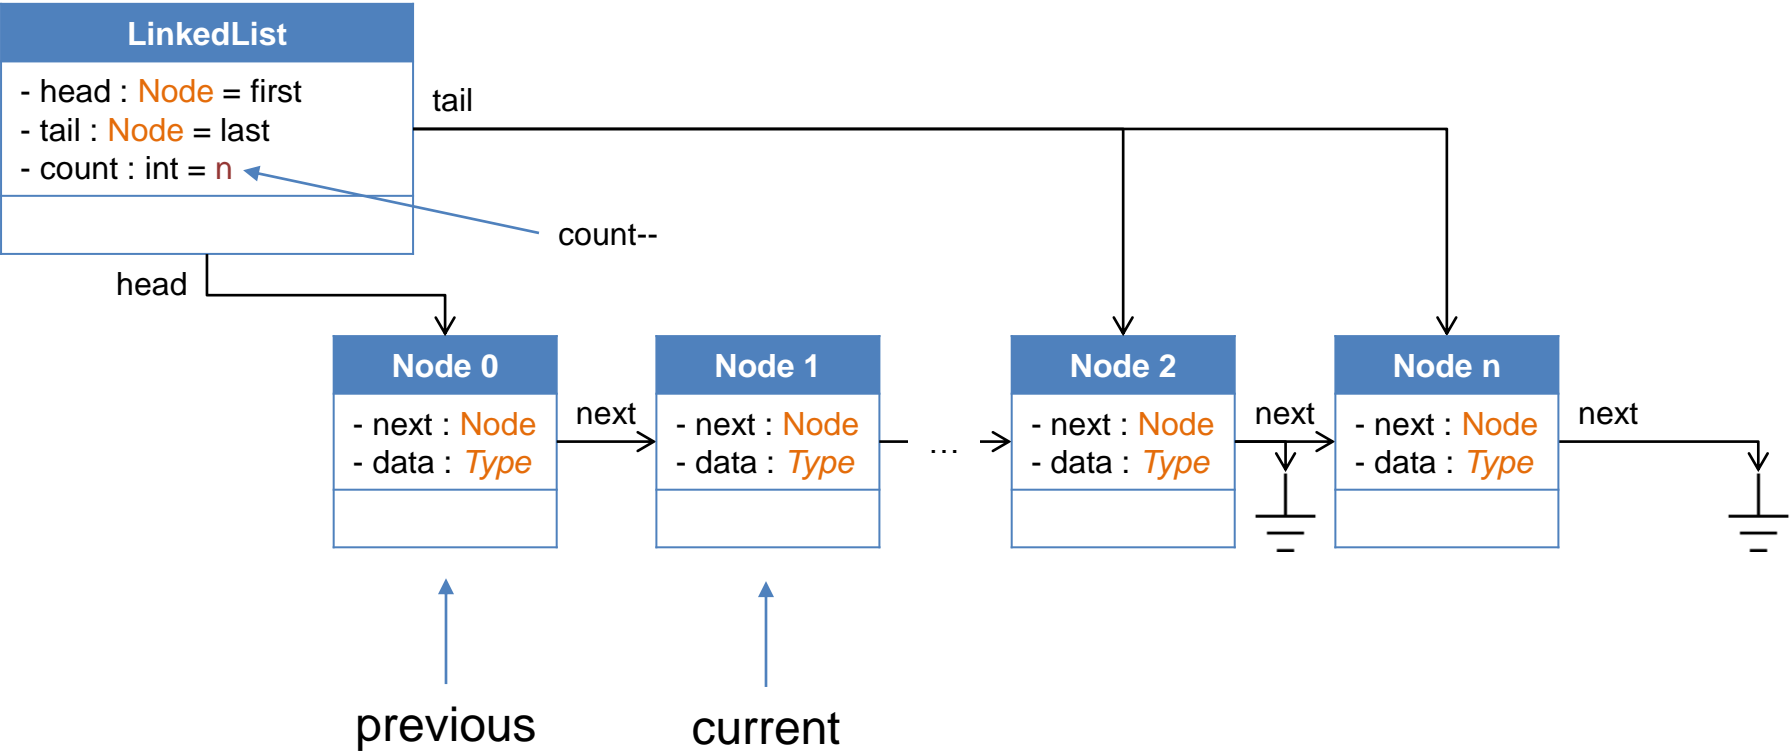 LinkedList
- head : Node = first
- tail : Node = last
- count : int = n
tail
count--
head
Node 0
- next : Node
- data : Type
next
Node 1
- next : Node
- data : Type
...
Node 2
- next : Node
- data : Type
next
Node n
- next : Node
- data : Type
next
previous
current